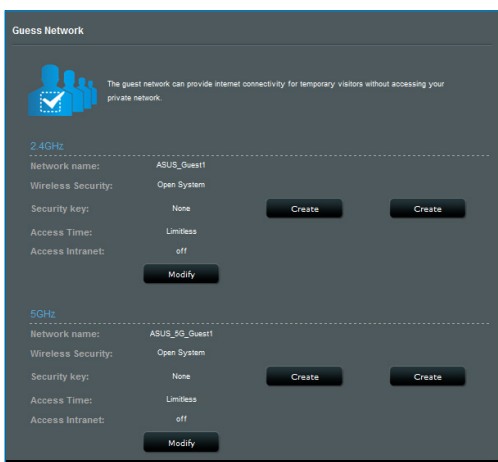 Guess Network
The guest network can provide internet connectivity for temporary visitors without accessing your
private network.
2.4GHz
Network name: ASUS_Guest1
Wireless Security: Open System
Security key: None Create Create
Access Time: Limitless
Access Intranet: off
Modify
5GHz
Network name: ASUS_5G_Guest1
Wireless Security: Open System
Security key: None Create Create
Access Time: Limitless
Access Intranet: off
Modify